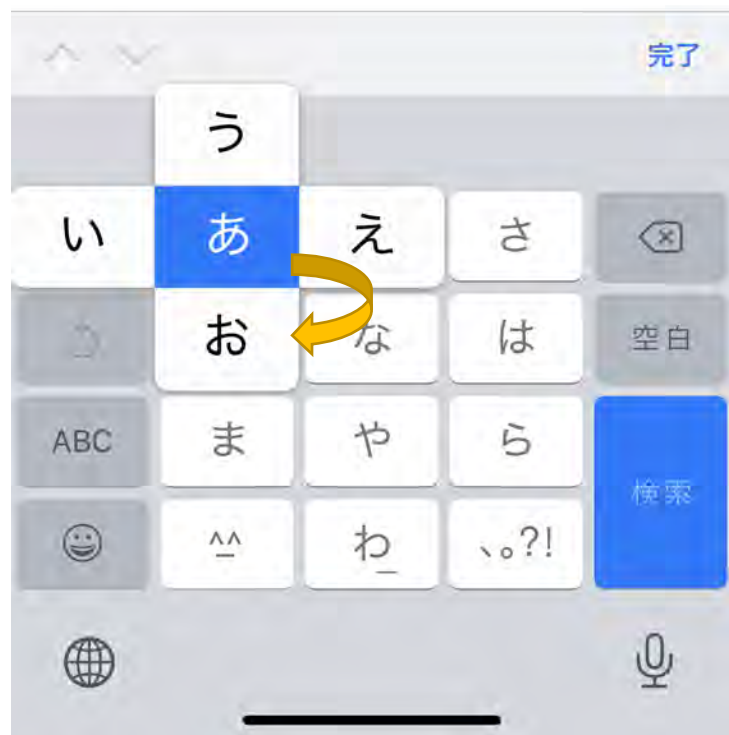 完了
う
い あ え さ
お な は 空白
ABC ま や ら
検索
^^ わ_ 、。?!